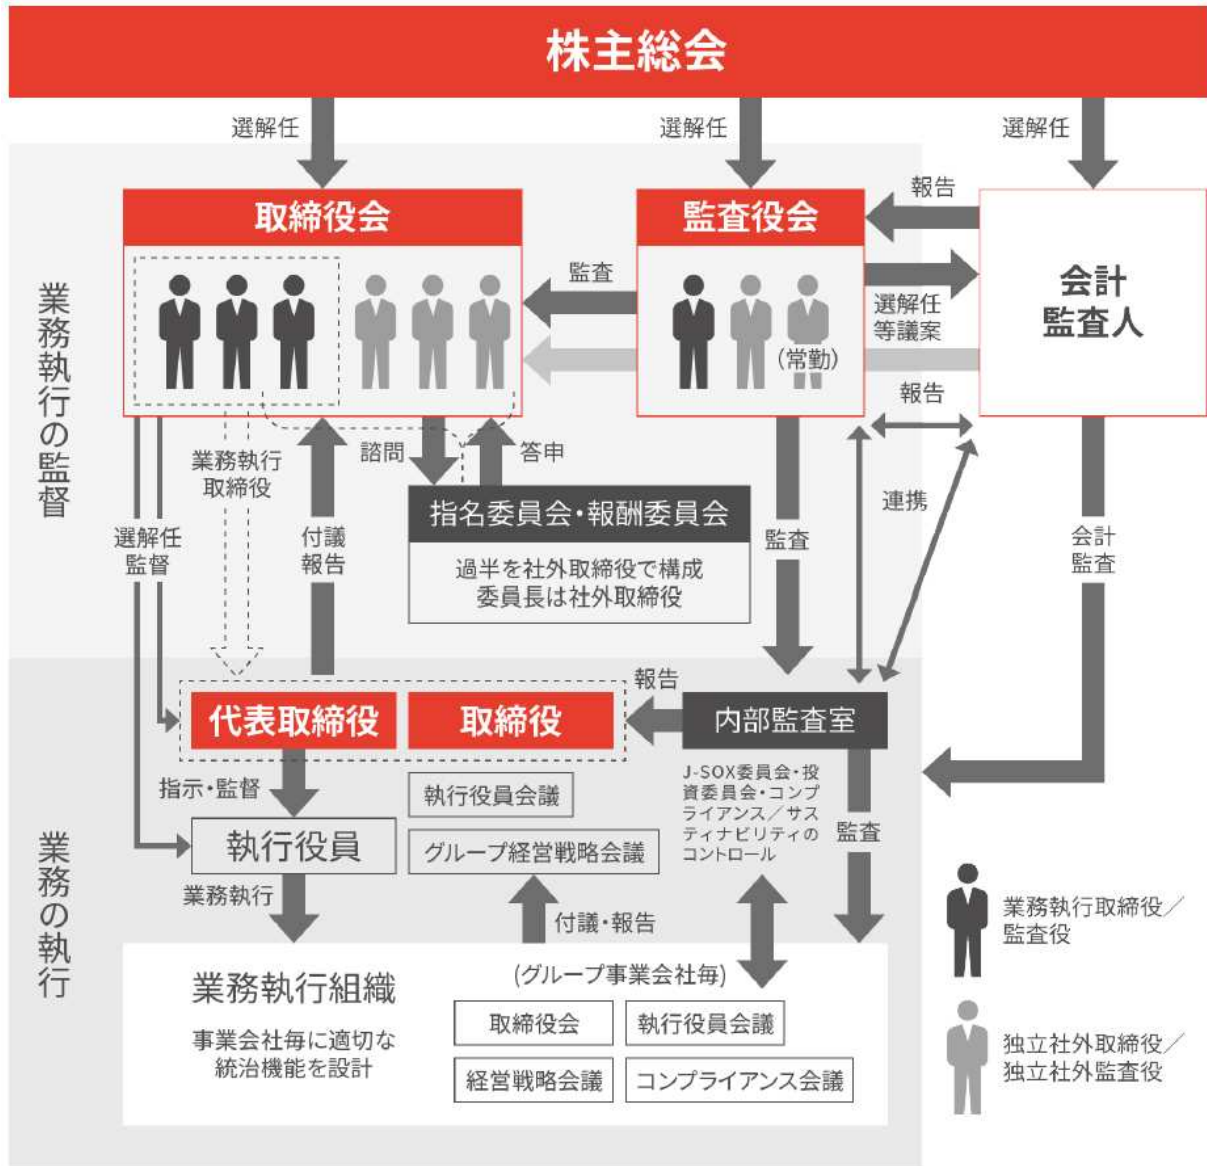 株主総会
選解任
選解任
選解任
取締役会
監査役会
報告
会計
監査人
監査
選解任
等議案
(常勤)
報告
業務執行の監督
業務執行
取締役
諮問
答申
指名委員会・報酬委員会
過半を社外取締役で構成
委員長は社外取締役
選解任
監督
付議
報告
監査
連携
会計
監査
報告
代表取締役
取締役
内部監査室
指示・監督
執行役員会議
J-SOX委員会・投
資委員会・コンプ
ライアンス／サス
ティナビリティの
コントロール
監査
執行役員
グループ経営戦略会議
業務の執行
業務執行
付議・報告
業務執行取締役／
監査役
業務執行組織
事業会社毎に適切な
統治機能を設計
(グループ事業会社毎)
取締役会
執行役員会議
経営戦略会議
コンプライアンス会議
独立社外取締役／
独立社外監査役